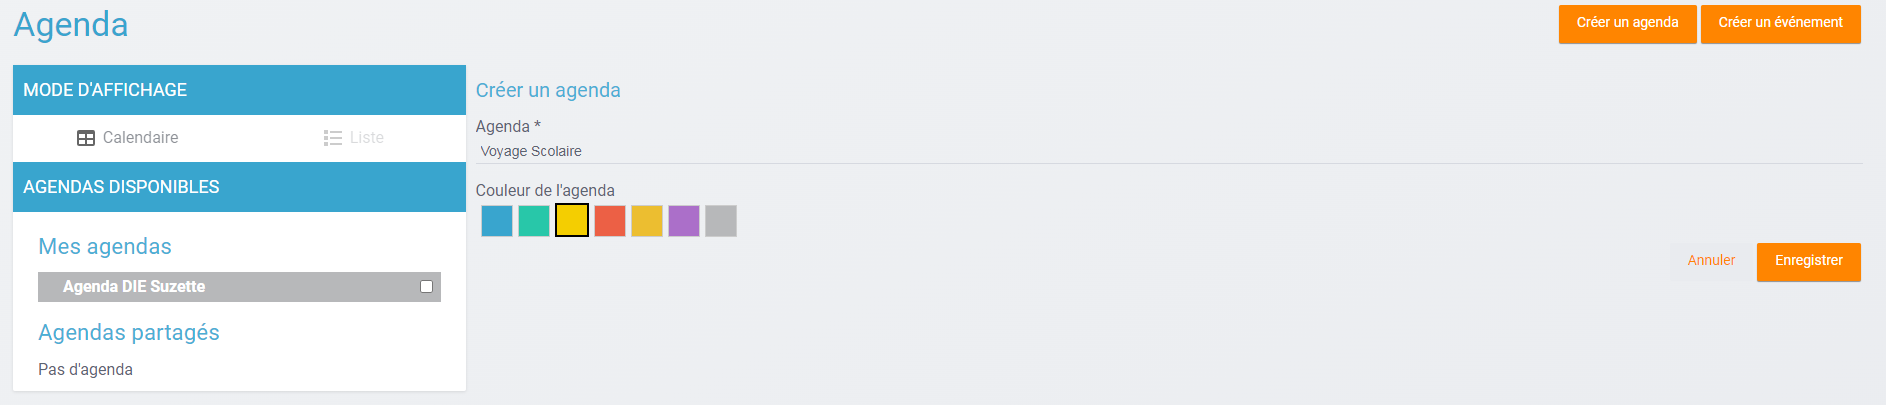 Agenda
Créer un agenda
Créer un événement
MODE D'AFFICHAGE
Calendaire
Liste
AGENDAS DISPONIBLES
Mes agendas
Agenda DIE Suzette
Agendas partagés
Pas d'agenda
Créer un agenda
Agenda *
Voyage Scolaire
Couleur de l'agenda
Annuler
Enregistrer